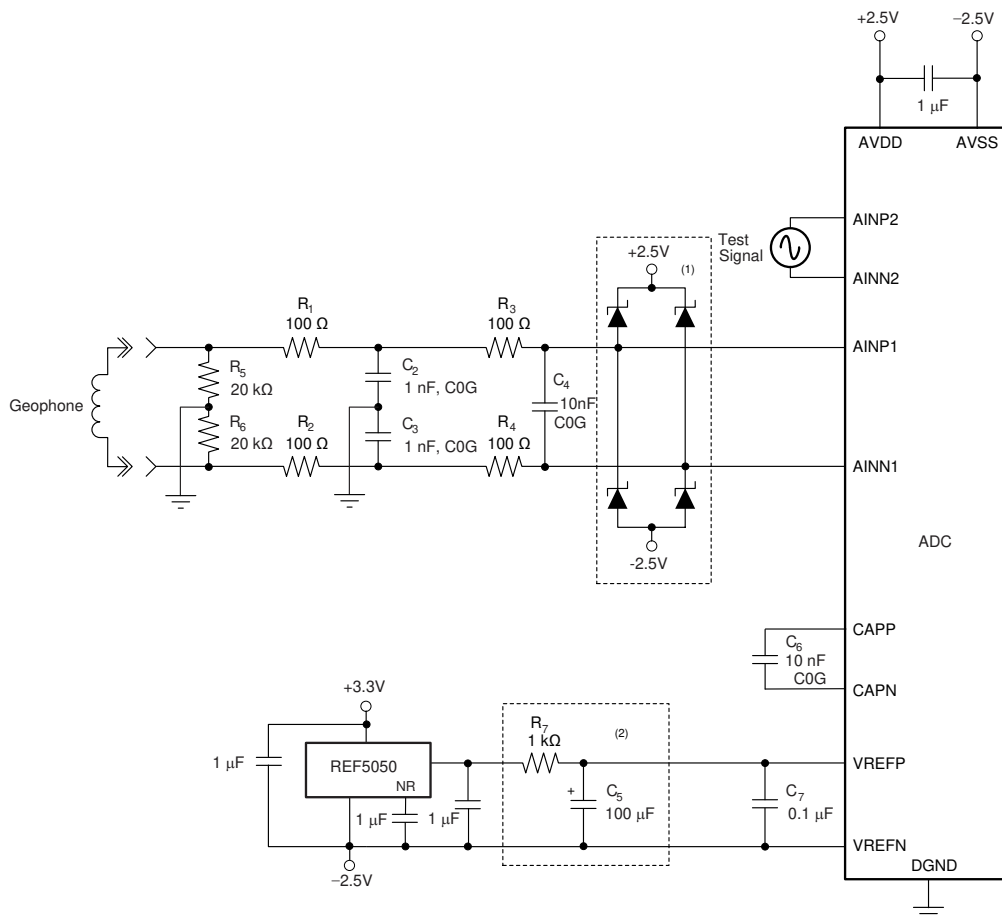 +2.5V
−2.5V
1 μF
AVDD
AVSS
AINP2
Test
Signal
AINN2
+2.5V
(1)
R1
100 Ω
R3
100 Ω
AINP1
R5
20 kΩ
C2
1 nF, C0G
C4
10nF
C0G
Geophone
R6
20 kΩ
R2
100 Ω
C3
1 nF, C0G
R4
100 Ω
AINN1
-2.5V
ADC
CAPP
C6
10 nF
C0G
CAPN
+3.3V
R7
1 kΩ
(2)
1 μF
REF5050
NR
VREFP
1 μF
1 μF
+
C5
100 μF
C7
0.1 μF
VREFN
−2.5V
DGND